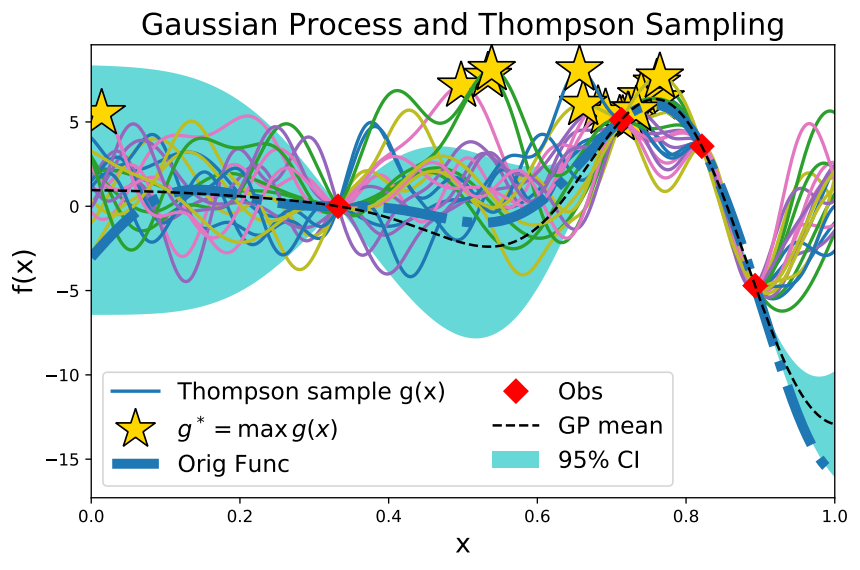 Gaussian Process and Thompson Sampling
f(x)
5
0
−5
−10
−15
Thompson sample g(x)
g* = max g(x)
Orig Func
Obs
GP mean
95% CI
0.0 0.2 0.4 0.6 0.8 1.0
x